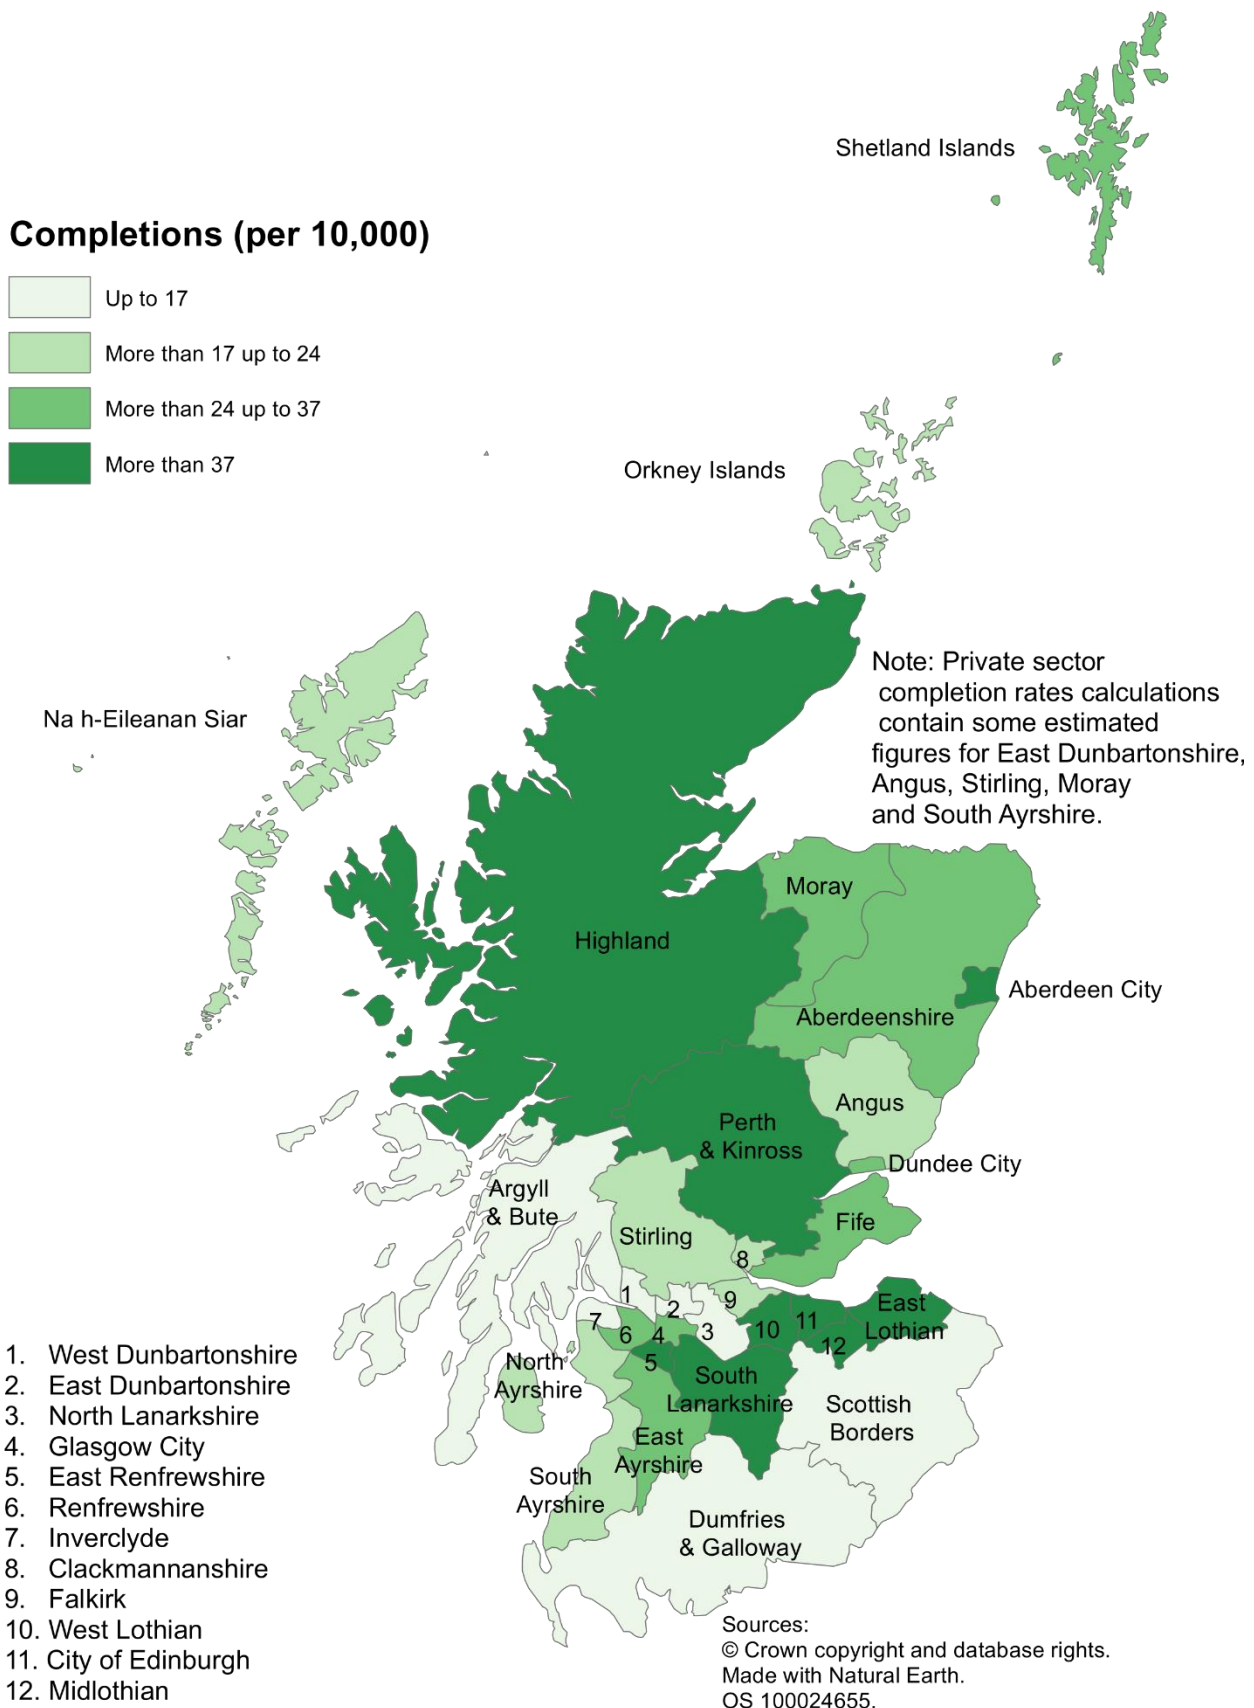 Shetland Islands
Completions (per 10,000)
Up to 17
More than 17 up to 24
More than 24 up to 37
More than 37
Orkney Islands
Note: Private sector
completion rates calculations
contain some estimated
figures for East Dunbartonshire,
Angus, Stirling, Moray
and South Ayrshire.
Na h-Eileanan Siar
Moray
Highland
Aberdeen City
Aberdeenshire
Angus
Perth
& Kinross
Dundee City
Argyll
& Bute
Fife
Stirling
8
1
2
9
7
6
4
3
10
11
12
East
Lothian
5
North
Ayrshire
South
Lanarkshire
Scottish
Borders
East
Ayrshire
South
Ayrshire
Dumfries
& Galloway
1. West Dunbartonshire
2. East Dunbartonshire
3. North Lanarkshire
4. Glasgow City
5. East Renfrewshire
6. Renfrewshire
7. Inverclyde
8. Clackmannanshire
9. Falkirk
10. West Lothian
11. City of Edinburgh
12. Midlothian
Sources:
© Crown copyright and database rights.
Made with Natural Earth.
OS 100024655.